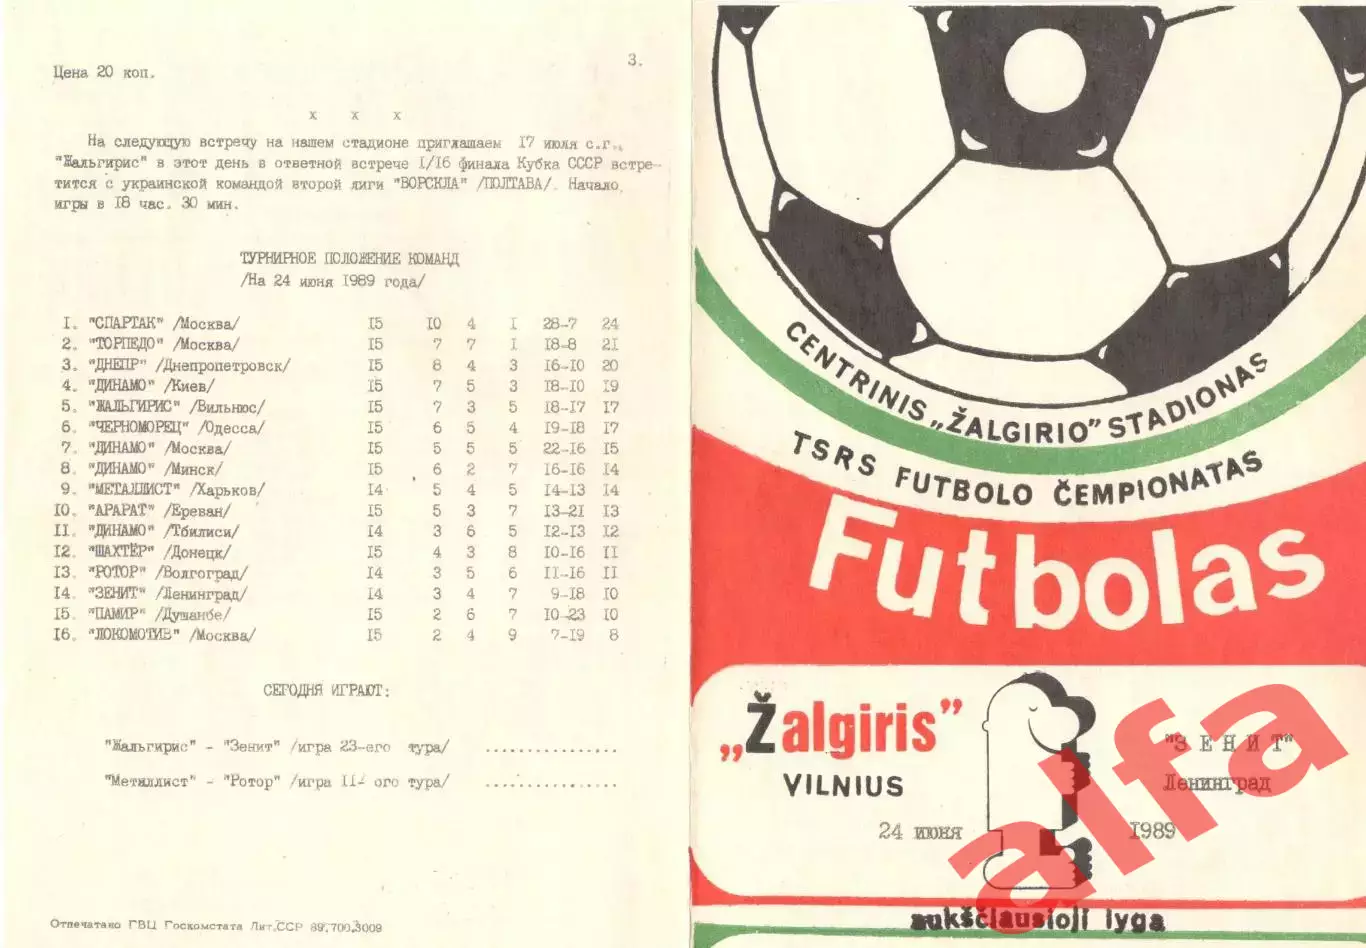 Цена 20 коп.
3.
х х х
На следующую встречу на нашем стадионе приглашаем 17 июля с.г.,
"Жальгирис" в этот день в ответной встрече 1/16 финала Кубка СССР встре-
тится с украинской командой второй лиги "ВОРСКЛА" /ПОЛТАВА/. Начало
игры в 18 час. 30 мин.
ТУРНИРНОЕ ПОЛОЖЕНИЕ КОМАНД
/На 24 июня 1989 года/
1. "СПАРТАК" /Москва/ 15 10 4 1 28-7 24
2. "ТОРПЕДО" /Москва/ 15 7 7 1 18-8 21
3. "ДНЕПР" /Днепропетровск/ 15 8 4 3 16-10 20
4. "ДИНАМО" /Киев/ 15 7 5 3 18-10 19
5. "ЖАЛЬГИРИС" /Вильнюс/ 15 7 3 5 18-17 17
6. "ЧЕРНОМОРЕЦ" /Одесса/ 15 6 5 4 19-18 17
7. "ДИНАМО" /Москва/ 15 5 5 5 22-16 15
8. "ДИНАМО" /Минск/ 15 6 2 7 16-16 14
9. "МЕТАЛЛИСТ" /Харьков/ 14 5 4 5 14-13 14
10. "АРАРАТ" /Ереван/ 15 5 3 7 13-21 13
11. "ДИНАМО" /Тбилиси/ 14 3 6 5 12-13 12
12. "ШАХТЁР" /Донецк/ 15 4 3 8 10-16 11
13. "РОТОР" /Волгоград/ 14 3 5 6 11-16 11
14. "ЗЕНИТ" /Ленинград/ 14 3 4 7 9-18 10
15. "ПАМИР" /Душанбе/ 15 2 6 7 10-23 10
16. "ЛОКОМОТИВ" /Москва/ 15 2 4 9 7-19 8
СЕГОДНЯ ИГРАЮТ:
"Жальгирис" - "Зенит" /игра 23-его тура/ ..................
"Металлист" - "Ротор" /игра 11- ого тура/ ..................
Отпечатано ГВЦ Госкомстата Лит.ССР 89.700.3009
CENTRINIS „ŽALGIRIO" STADIONAS
TSRS FUTBOLO ČEMPIONATAS
Futbolas
„Žalgiris"
VILNIUS
"ЗЕНИТ"
Ленинград
24 июня 1989
aukščiausioji lyga
alfa